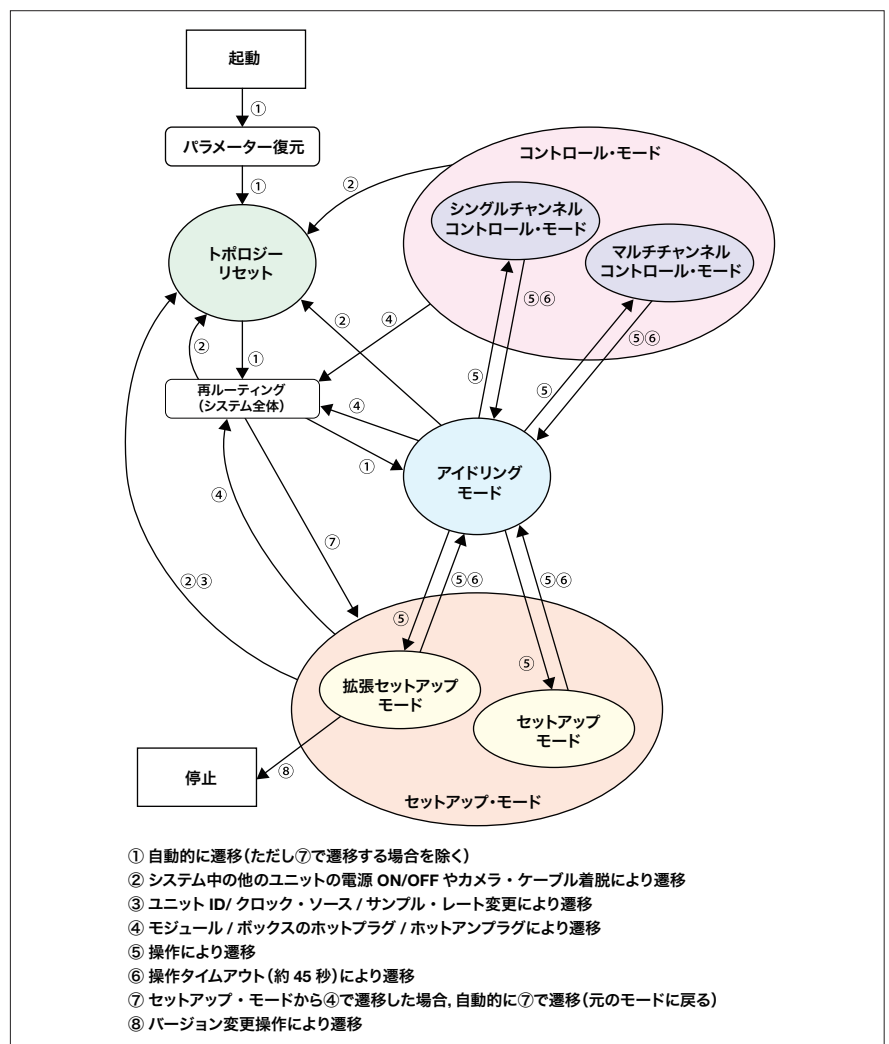 起動
①
パラメーター復元
①
コントロール・モード
②
シングルチャンネル
コントロール・モード
トポロジー
リセット
マルチチャンネル
コントロール・モード
②
①
②
④
⑤
⑤⑥
⑤
⑤⑥
再ルーティング
（システム全体）
④
①
アイドリング
モード
④
⑦
②③
⑤
⑤⑥
⑤
⑤⑥
拡張セットアップ
モード
セットアップ
モード
停止
⑧
セットアップ・モード
① 自動的に遷移（ただし⑦で遷移する場合を除く）
② システム中の他のユニットの電源 ON/OFF やカメラ・ケーブル着脱により遷移
③ ユニット ID/ クロック・ソース / サンプル・レート変更により遷移
④ モジュール / ボックスのホットプラグ / ホットアンプラグにより遷移
⑤ 操作により遷移
⑥ 操作タイムアウト（約 45 秒）により遷移
⑦ セットアップ・モードから④で遷移した場合, 自動的に⑦で遷移（元のモードに戻る）
⑧ バージョン変更操作により遷移